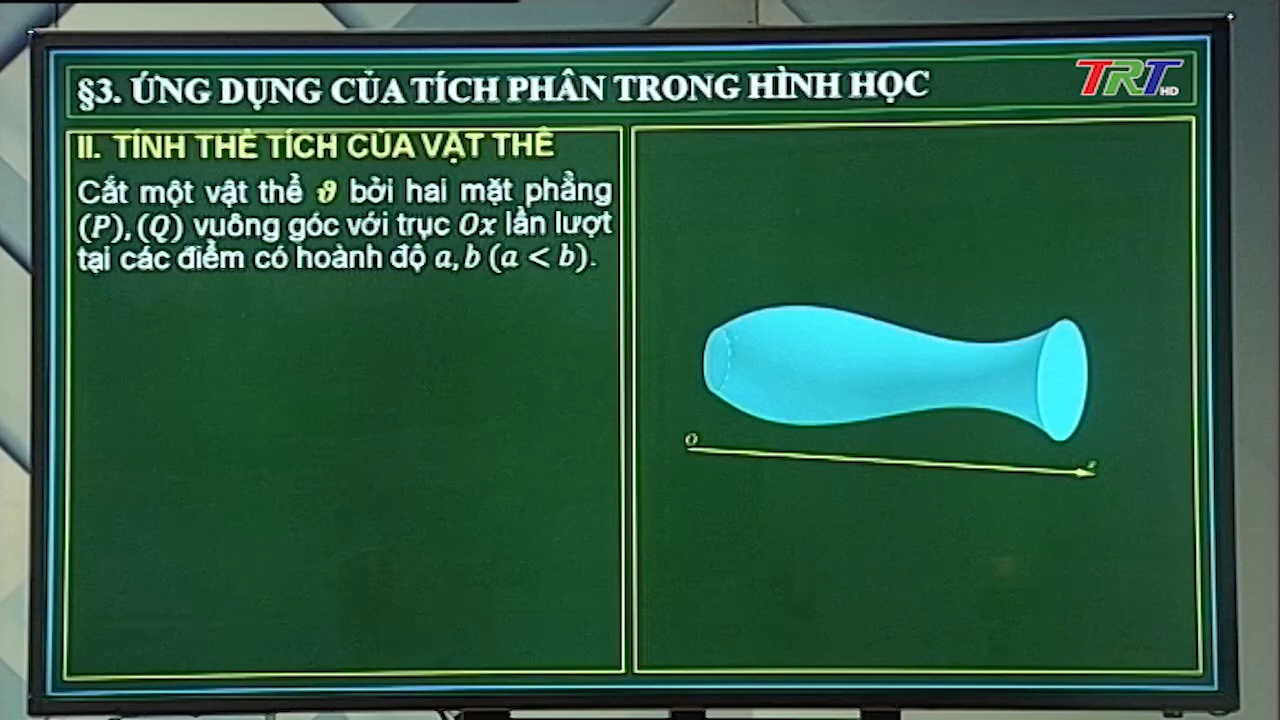 §3. ỨNG DỤNG CỦA TÍCH PHÂN TRONG HÌNH HỌC
TRT HD
II. TÍNH THỂ TÍCH CỦA VẬT THỂ
Cắt một vật thể 𝝑 bởi hai mặt phẳng
(P), (Q) vuông góc với trục Ox lần lượt
tại các điểm có hoành độ a, b (a < b).
O
x